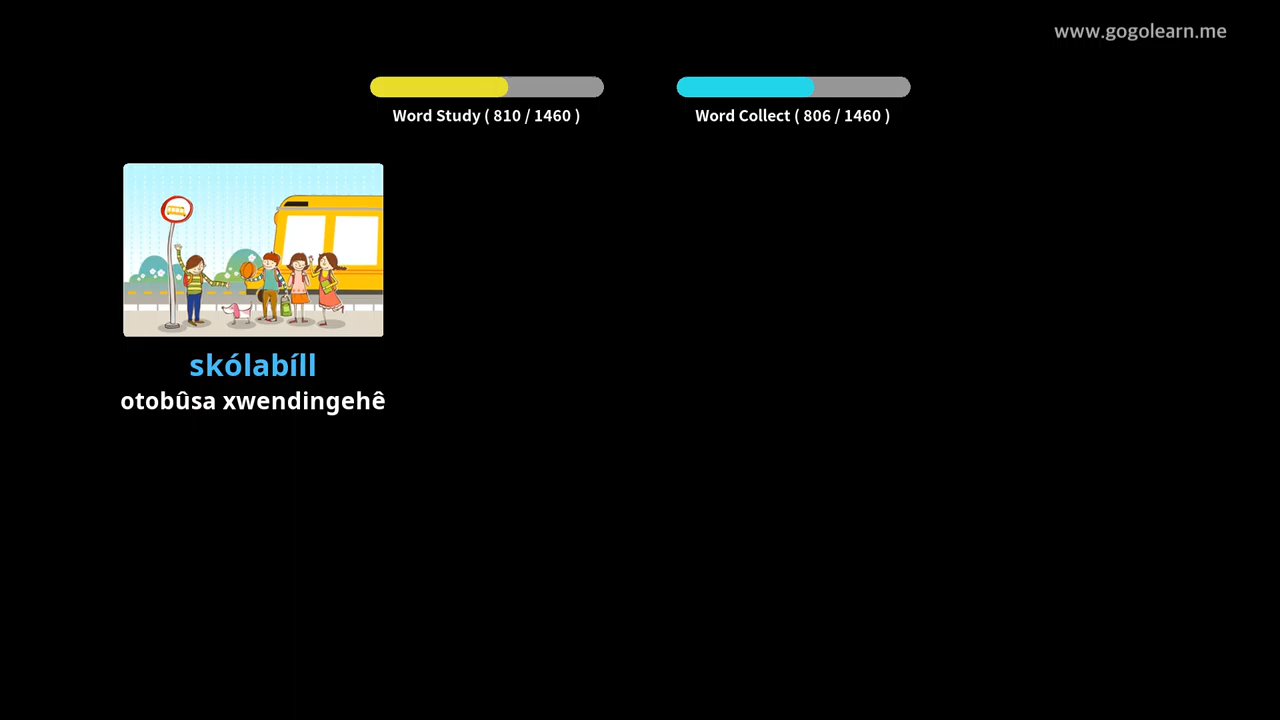 www.gogolearn.me
Word Study ( 810 / 1460 )
Word Collect ( 806 / 1460 )
skólabíll
otobûsa xwendingehê